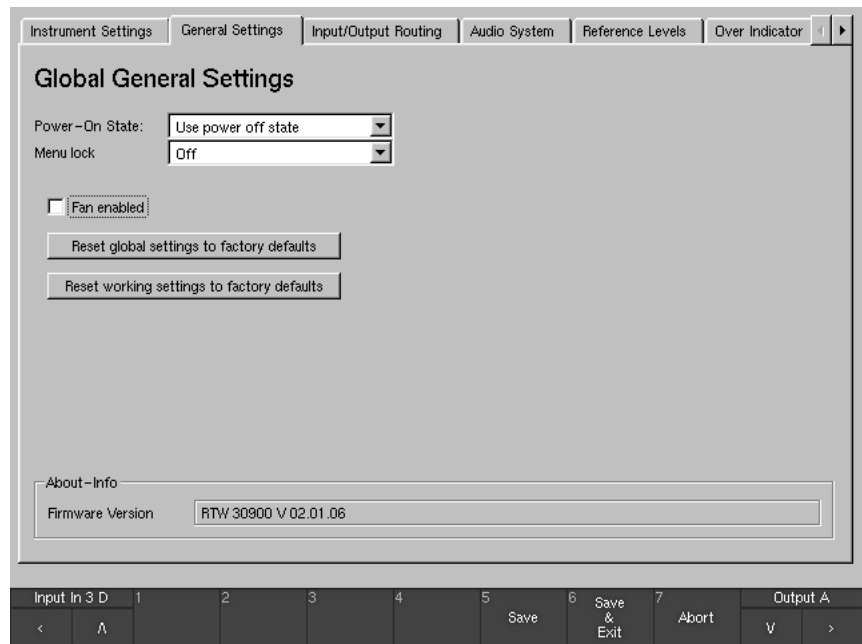 Instrument Settings General Settings Input/Output Routing Audio System Reference Levels Over Indicator
Global General Settings
Power-On State: Use power off state
Menu lock Off
Fan enabled
Reset global settings to factory defaults
Reset working settings to factory defaults
About-Info
Firmware Version RTW 30900 V 02.01.06
Input In 3 D 1 2 3 4 5 Save 6 Save & Exit 7 Abort Output A
< Λ V >